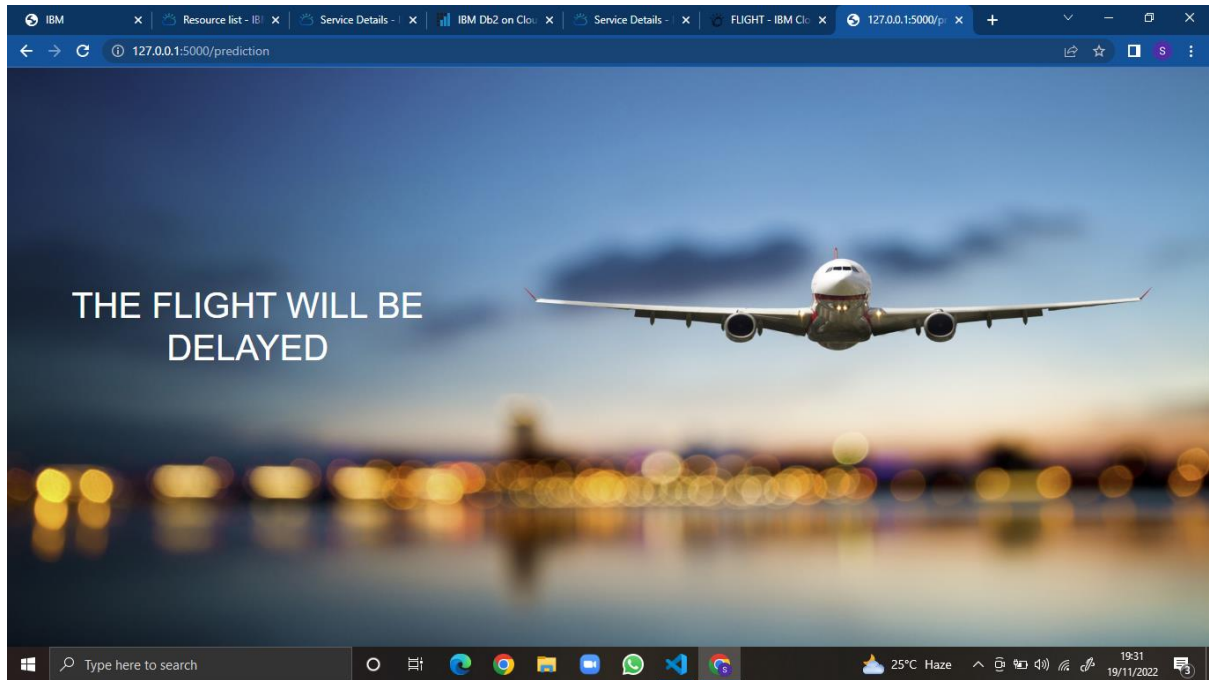 IBM
Resource list - IB
Service Details -
IBM Db2 on Clou
Service Details -
FLIGHT - IBM Clo
127.0.0.1:5000/pr
127.0.0.1:5000/prediction
S
THE FLIGHT WILL BE
DELAYED
Type here to search
25°C Haze
19:31
19/11/2022
3